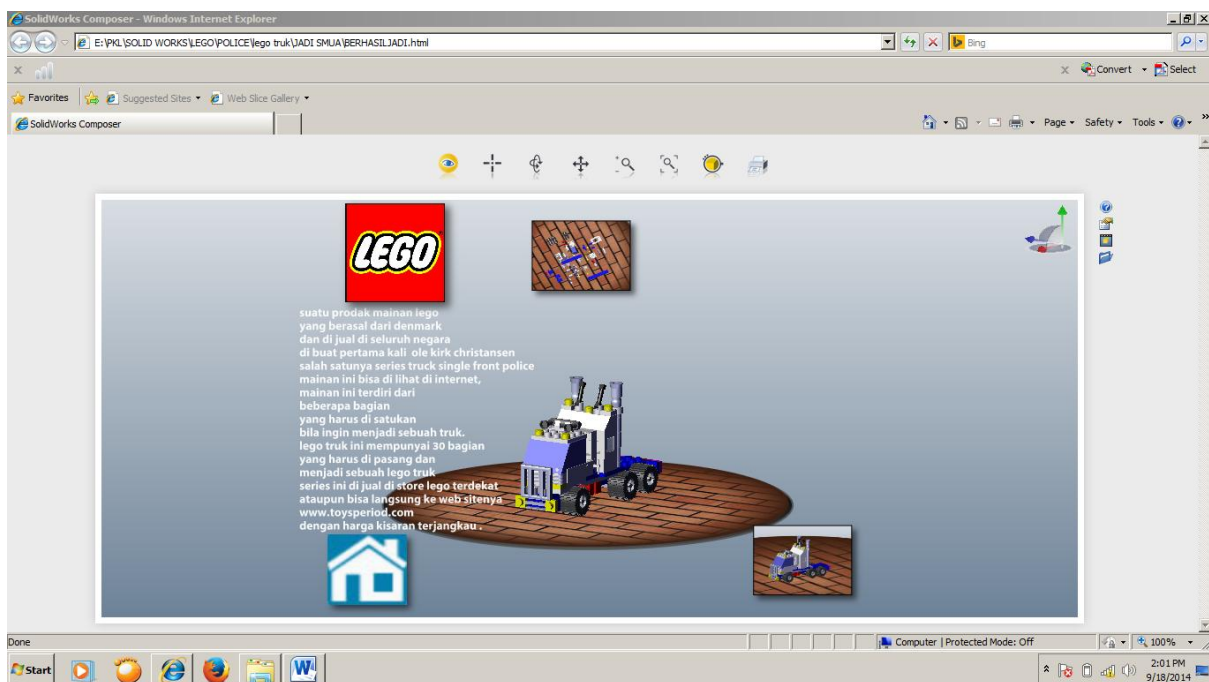 SolidWorks Composer - Windows Internet Explorer
E:\PKL\SOLID WORKS\LEGO\POLICE\lego truk\JADI SMUA\BERHASILJADI.html
Bing
Convert
Select
Favorites
Suggested Sites
Web Slice Gallery
SolidWorks Composer
Page
Safety
Tools
LEGO
suatu prodak mainan lego
yang berasal dari denmark
dan di jual di seluruh negara
di buat pertama kali ole kirk christansen
salah satunya series truck single front police
mainan ini bisa di lihat di internet,
mainan ini terdiri dari
beberapa bagian
yang harus di satukan
bila ingin menjadi sebuah truk.
lego truk ini mempunyai 30 bagian
yang harus di pasang dan
menjadi sebuah lego truk
series ini di jual di store lego terdekat
ataupun bisa langsung ke web sitenya
www.toysperiod.com
dengan harga kisaran terjangkau .
Done
Computer | Protected Mode: Off
100%
Start
2:01 PM
9/18/2014